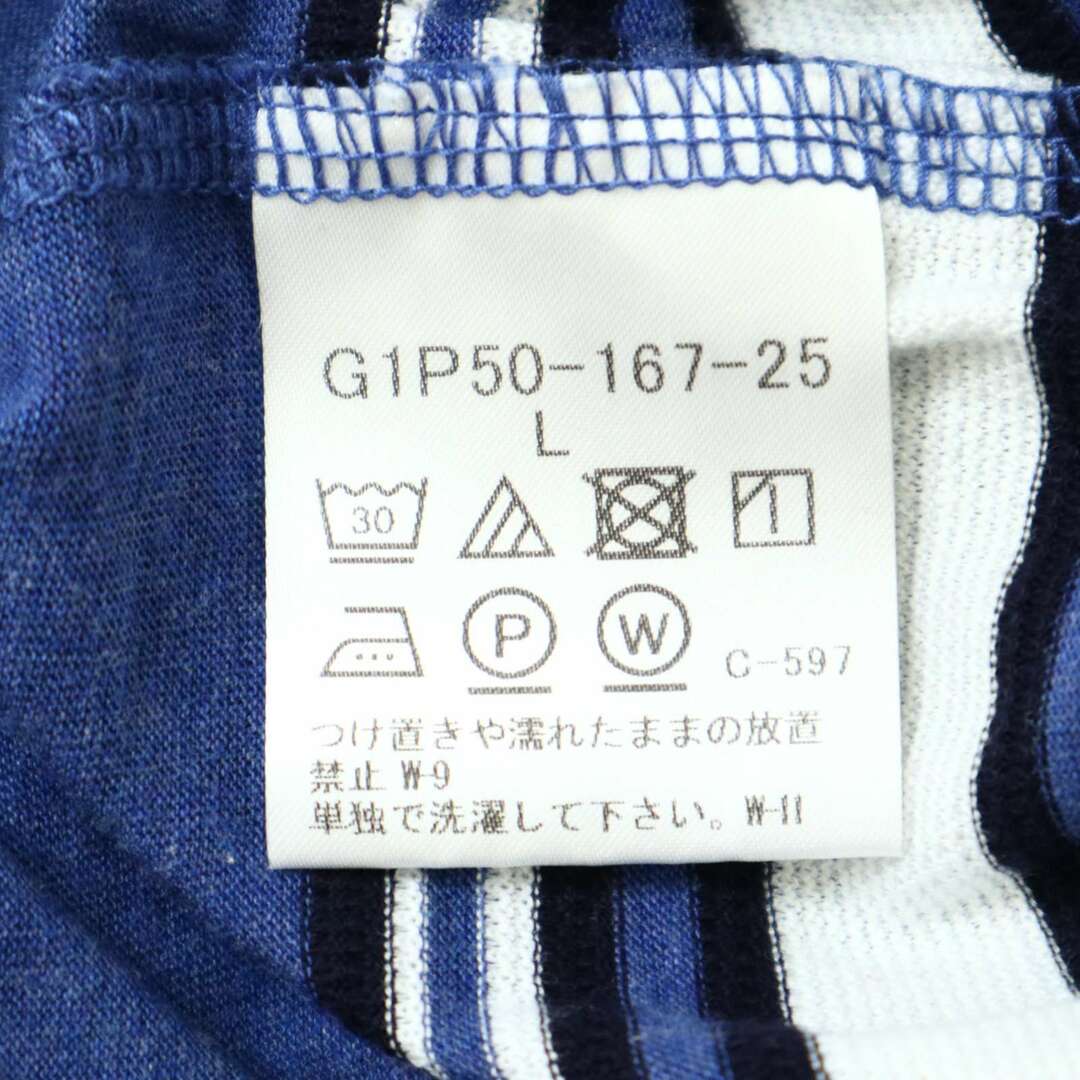 G1P50-167-25
L
30
P W C-597
つけ置きや濡れたままの放置
禁止 W-9
単独で洗濯して下さい。W-11